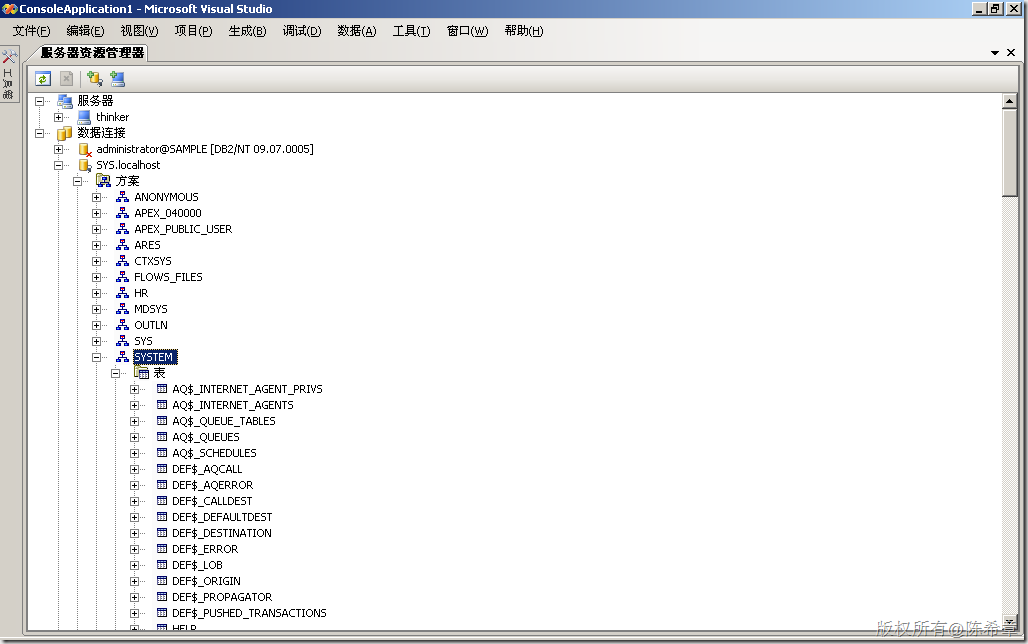 ConsoleApplication1 - Microsoft Visual Studio
文件(F) 编辑(E) 视图(V) 项目(P) 生成(B) 调试(D) 数据(A) 工具(T) 窗口(W) 帮助(H)
服务器资源管理器
工具箱
服务器
thinker
数据连接
administrator@SAMPLE [DB2/NT 09.07.0005]
SYS.localhost
方案
ANONYMOUS
APEX_040000
APEX_PUBLIC_USER
ARES
CTXSYS
FLOWS_FILES
HR
MDSYS
OUTLN
SYS
SYSTEM
表
AQ$_INTERNET_AGENT_PRIVS
AQ$_INTERNET_AGENTS
AQ$_QUEUE_TABLES
AQ$_QUEUES
AQ$_SCHEDULES
DEF$_AQCALL
DEF$_AQERROR
DEF$_CALLDEST
DEF$_DEFAULTDEST
DEF$_DESTINATION
DEF$_ERROR
DEF$_LOB
DEF$_ORIGIN
DEF$_PROPAGATOR
DEF$_PUSHED_TRANSACTIONS
HELP
版权所有@陈希章